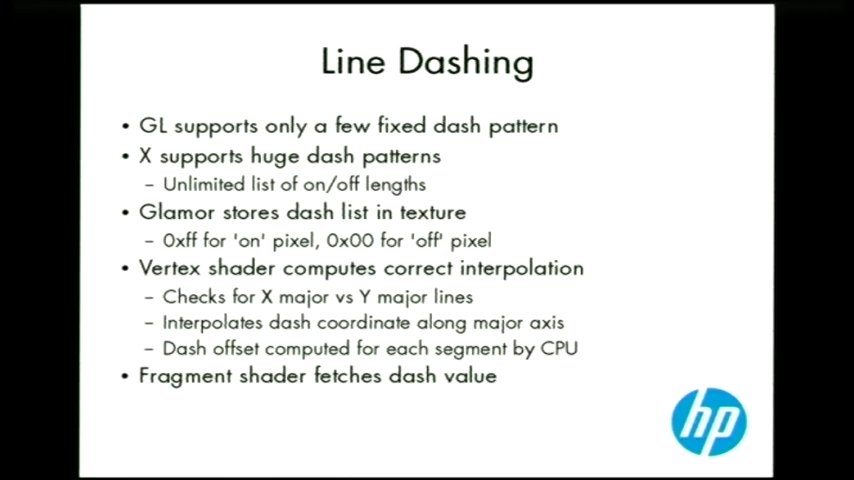 Line Dashing
• GL supports only a few fixed dash pattern
• X supports huge dash patterns
– Unlimited list of on/off lengths
• Glamor stores dash list in texture
– 0xff for 'on' pixel, 0x00 for 'off' pixel
• Vertex shader computes correct interpolation
– Checks for X major vs Y major lines
– Interpolates dash coordinate along major axis
– Dash offset computed for each segment by CPU
• Fragment shader fetches dash value
hp